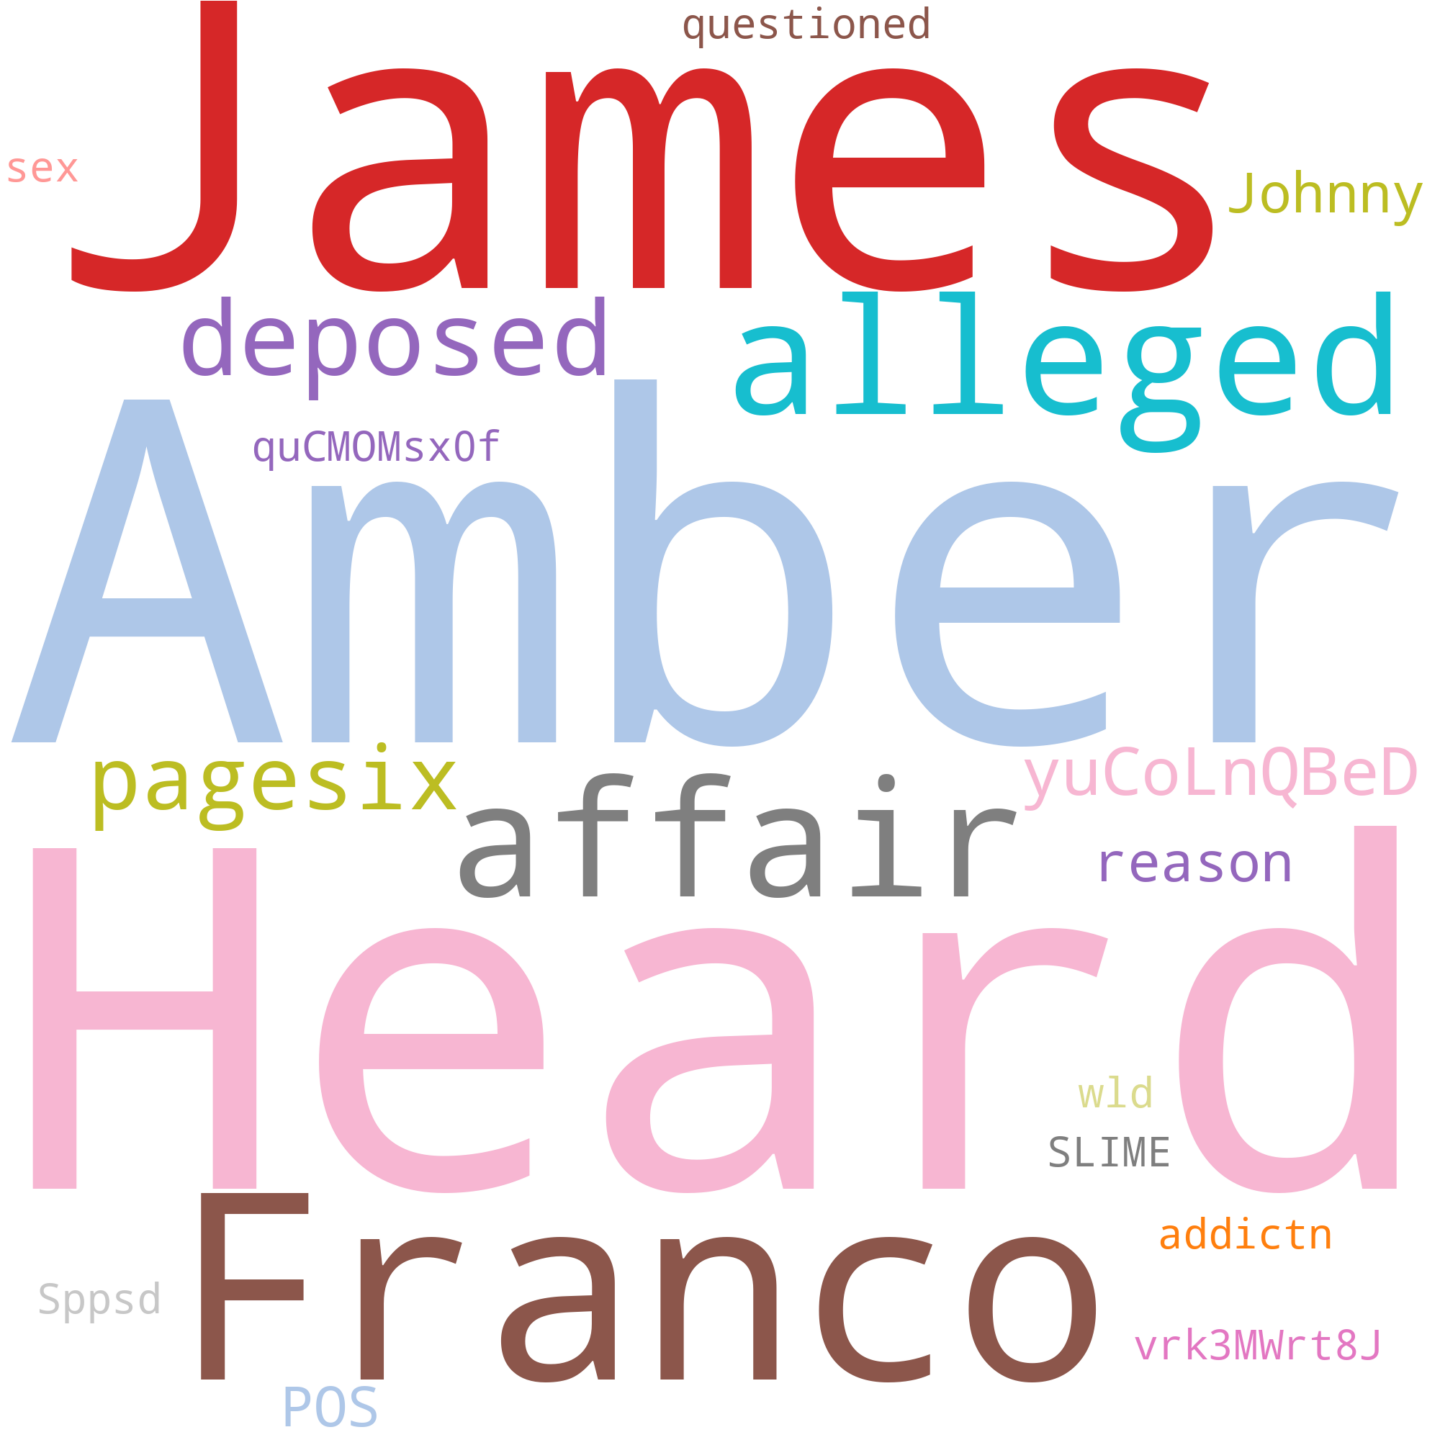 questioned
James
sex
Johnny
deposed
alleged
quCMOMsx0f
Amber
pagesix
affair
yuCoLnQBeD
reason
Heard
wld
SLIME
Franco
addictn
Sppsd
vrk3MWrt8J
POS